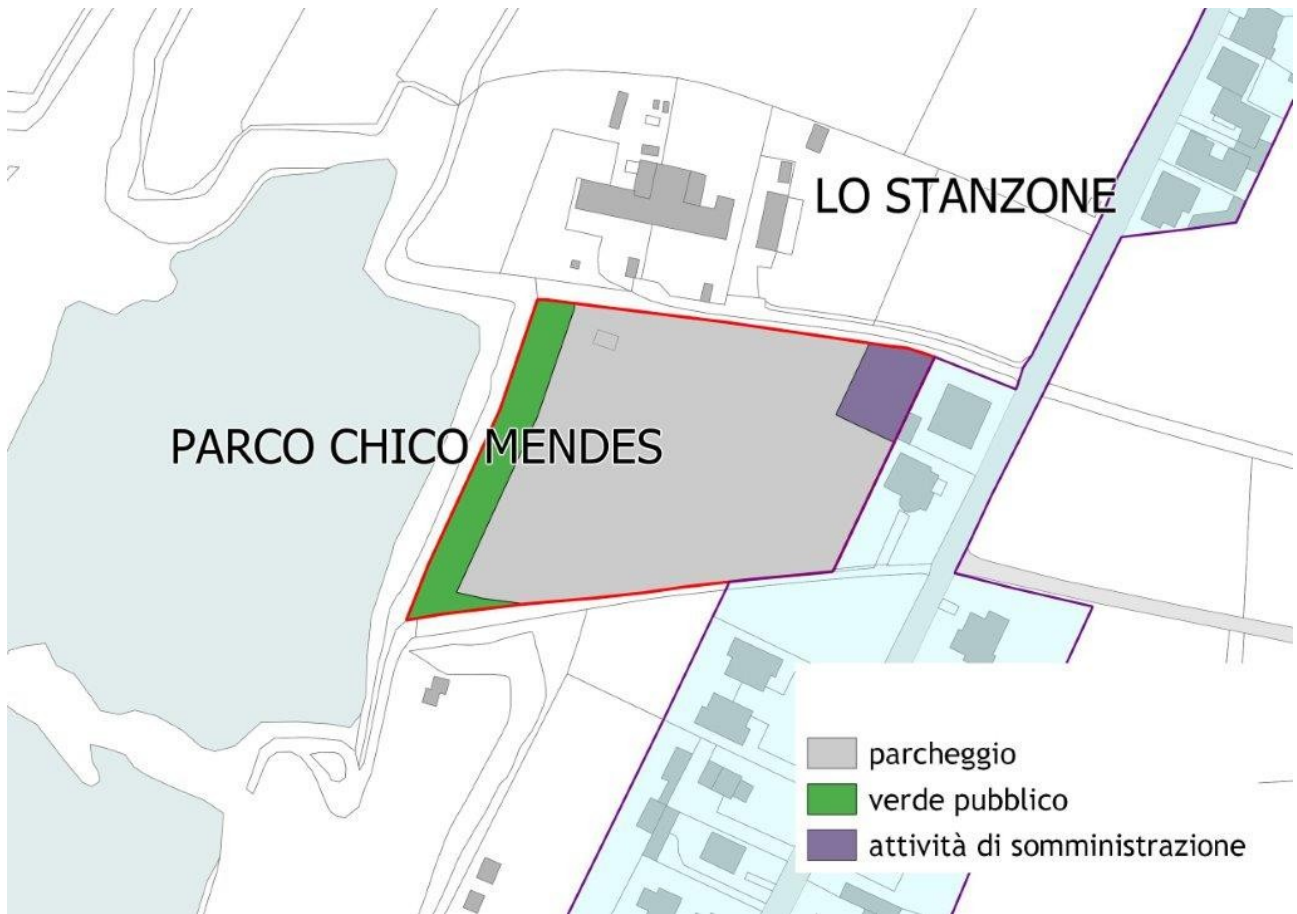 LO STANZONE
PARCO CHICO MENDES
parcheggio
verde pubblico
attività di somministrazione